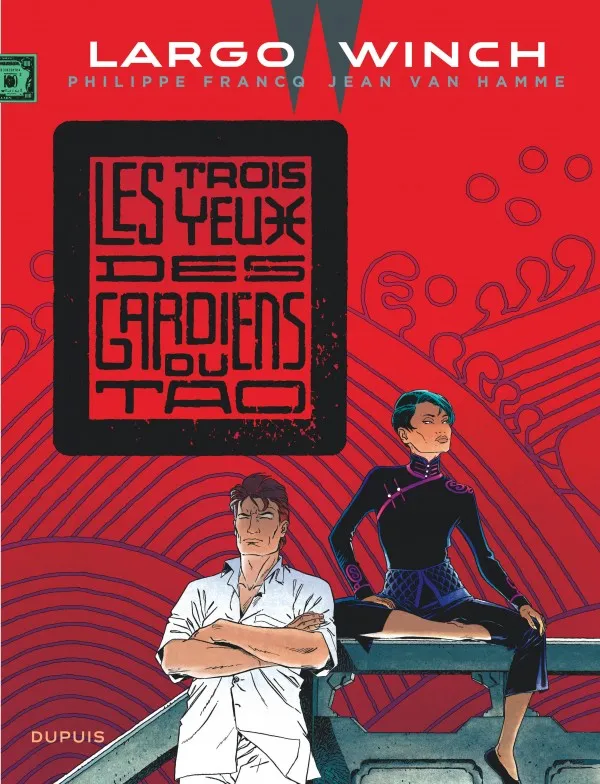 LARGO WINCH
PHILIPPE FRANCQ JEAN VAN HAMME
LES TROIS
YEUX
DES
GARDIENS
DU
TAO
DUPUIS